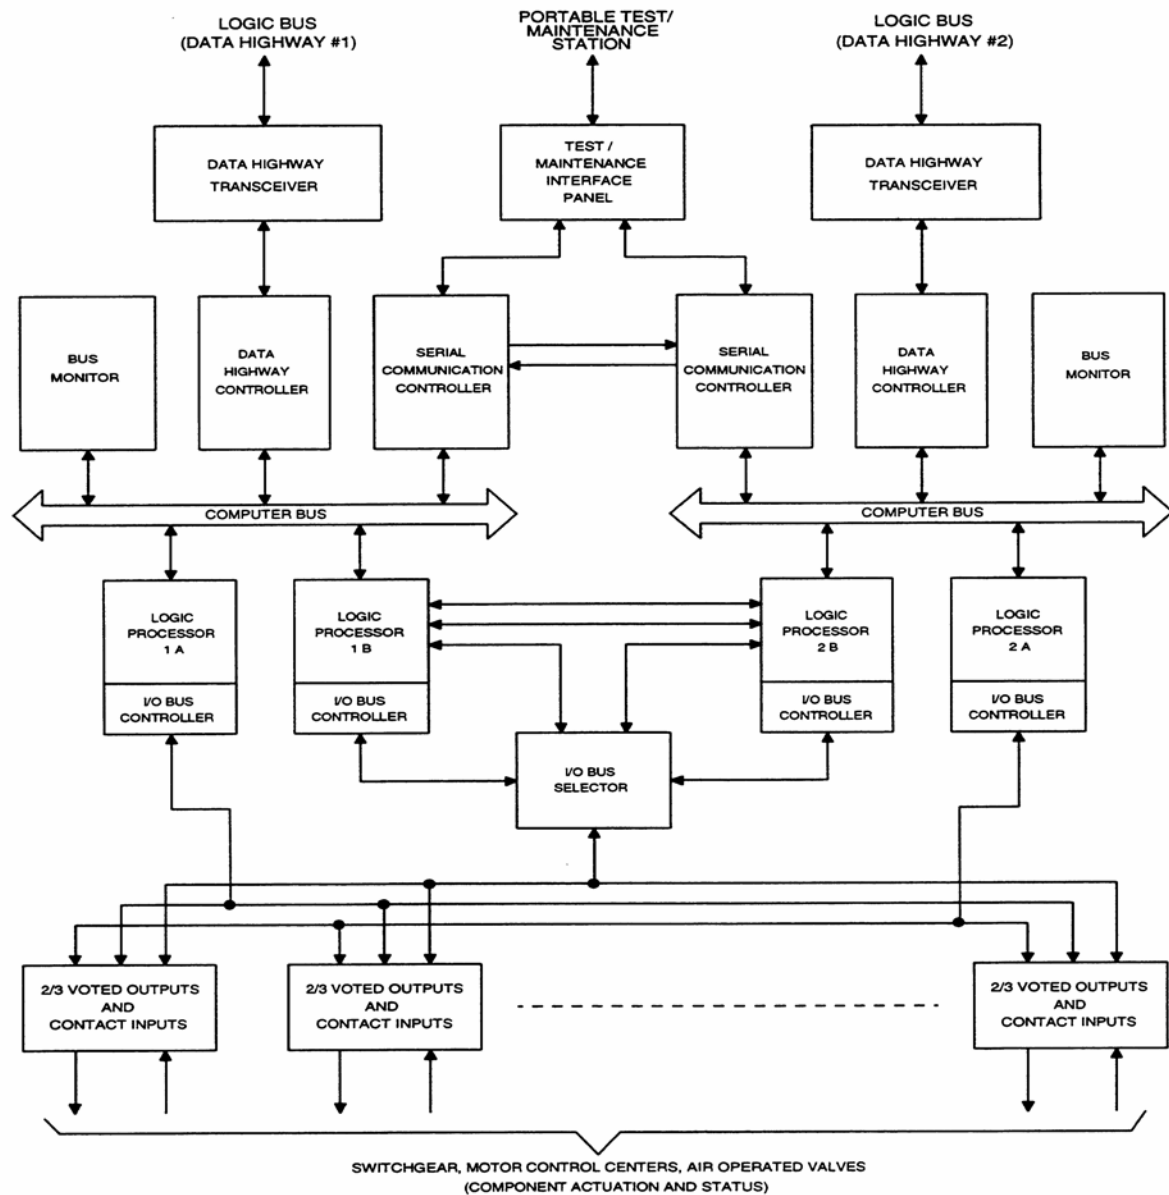 LOGIC BUS
(DATA HIGHWAY #1)
PORTABLE TEST/
MAINTENANCE
STATION
LOGIC BUS
(DATA HIGHWAY #2)
DATA HIGHWAY
TRANSCEIVER
TEST /
MAINTENANCE
INTERFACE
PANEL
DATA HIGHWAY
TRANSCEIVER
BUS
MONITOR
DATA
HIGHWAY
CONTROLLER
SERIAL
COMMUNICATION
CONTROLLER
SERIAL
COMMUNICATION
CONTROLLER
DATA
HIGHWAY
CONTROLLER
BUS
MONITOR
COMPUTER BUS
COMPUTER BUS
LOGIC
PROCESSOR
1 A
I/O BUS
CONTROLLER
LOGIC
PROCESSOR
1 B
I/O BUS
CONTROLLER
LOGIC
PROCESSOR
2 B
I/O BUS
CONTROLLER
LOGIC
PROCESSOR
2 A
I/O BUS
CONTROLLER
I/O BUS
SELECTOR
2/3 VOTED OUTPUTS
AND
CONTACT INPUTS
2/3 VOTED OUTPUTS
AND
CONTACT INPUTS
2/3 VOTED OUTPUTS
AND
CONTACT INPUTS
SWITCHGEAR, MOTOR CONTROL CENTERS, AIR OPERATED VALVES
(COMPONENT ACTUATION AND STATUS)